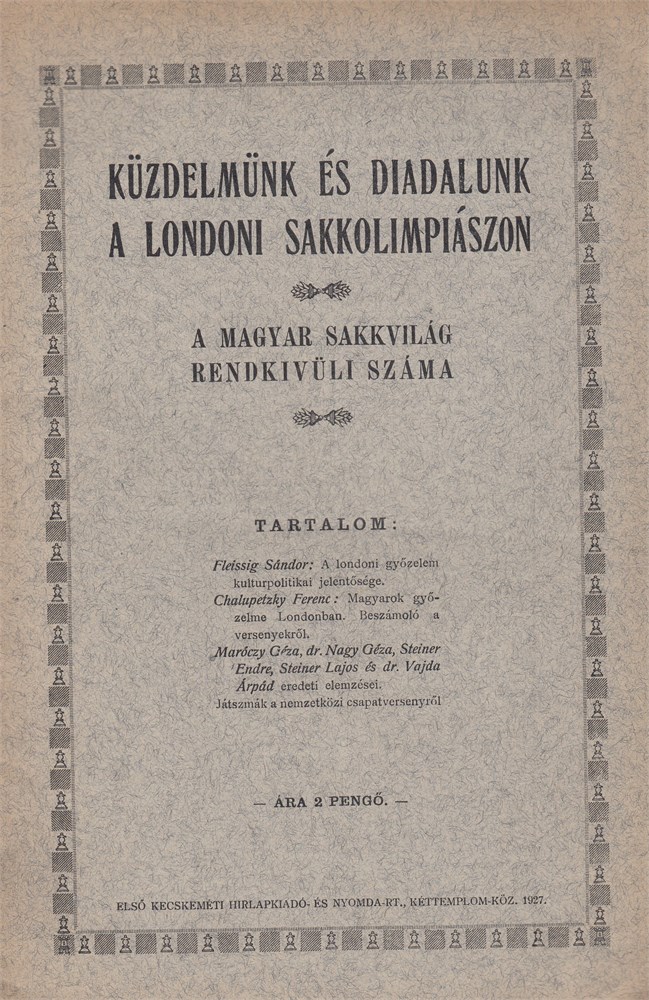 KÜZDELMÜNK ÉS DIADALUNK
A LONDONI SAKKOLIMPIÁSZON
A MAGYAR SAKKVILÁG
RENDKIVÜLI SZÁMA
TARTALOM:
Fleissig Sándor: A londoni győzelem
kulturpolitikai jelentősége.
Chalupetzky Ferenc: Magyarok győ-
zelme Londonban. Beszámoló a
versenyekről.
Maróczy Géza, dr. Nagy Géza, Steiner
Endre, Steiner Lajos és dr. Vajda
Árpád eredeti elemzései.
Játszmák a nemzetközi csapatversenyről
— ÁRA 2 PENGŐ. —
ELSŐ KECSKEMÉTI HIRLAPKIADÓ- ÉS NYOMDA-RT., KÉTTEMPLOM-KÖZ. 1927.